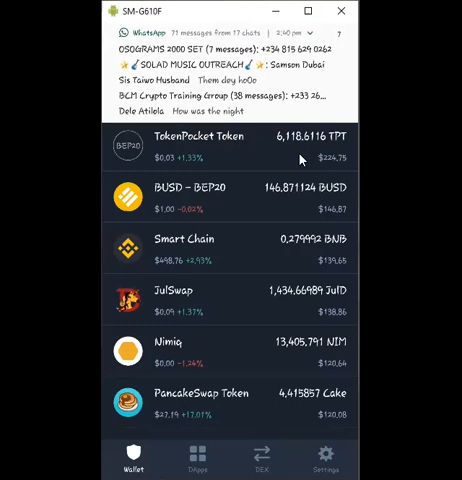 SM-G610F
WhatsApp 71 messages from 17 chats 2:40 pm 7
OSOGRAMS 2000 SET (7 messages): +234 815 629 0262
⭐🎸SOLAD MUSIC OUTREACH🎸⭐: Samson Dubai
Sis Taiwo Husband Them dey hoOo
BCM Crypto Training Group (38 messages): +233 26...
Dele Atilola How was the night
BEP20 TokenPocket Token 6,118.6116 TPT
$0.03 +1.33% $224.75
BUSD - BEP20 146.871124 BUSD
$1.00 -0.02% $146.87
Smart Chain 0.279992 BNB
$498.76 +2.93% $139.65
JulSwap 1,434.66989 JulD
$0.09 +1.37% $138.86
Nimiq 13,405.791 NIM
$0.00 -1.24% $120.64
PancakeSwap Token 4.415857 Cake
$27.19 +17.01% $120.08
Wallet DApps DEX Settings